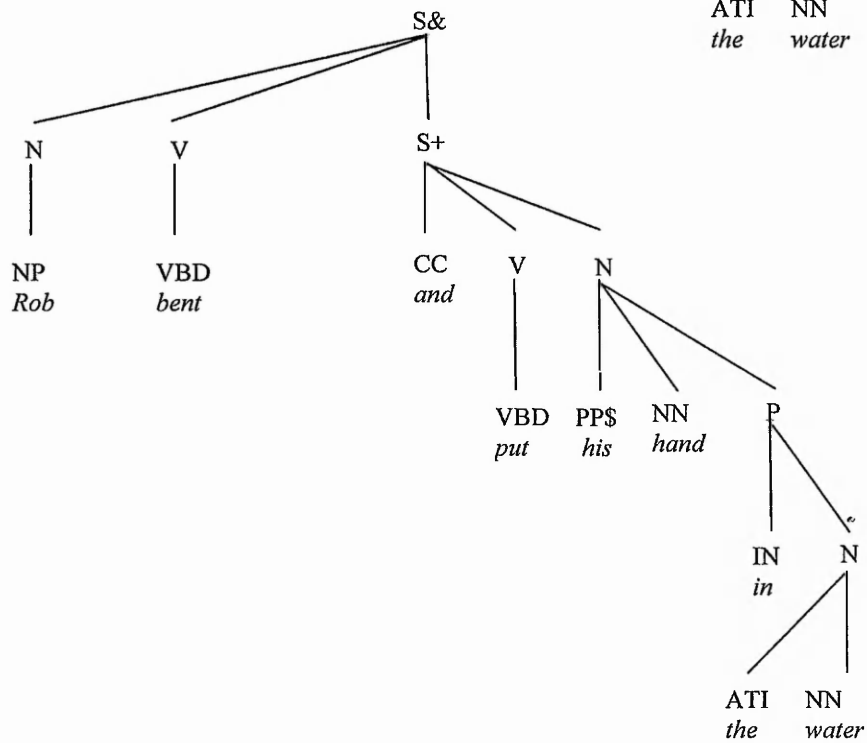 ATI NN
the water
S&
N V S+
NP VBD CC V N
Rob bent and
VBD PP$ NN P
put his hand
IN N
in
ATI NN
the water